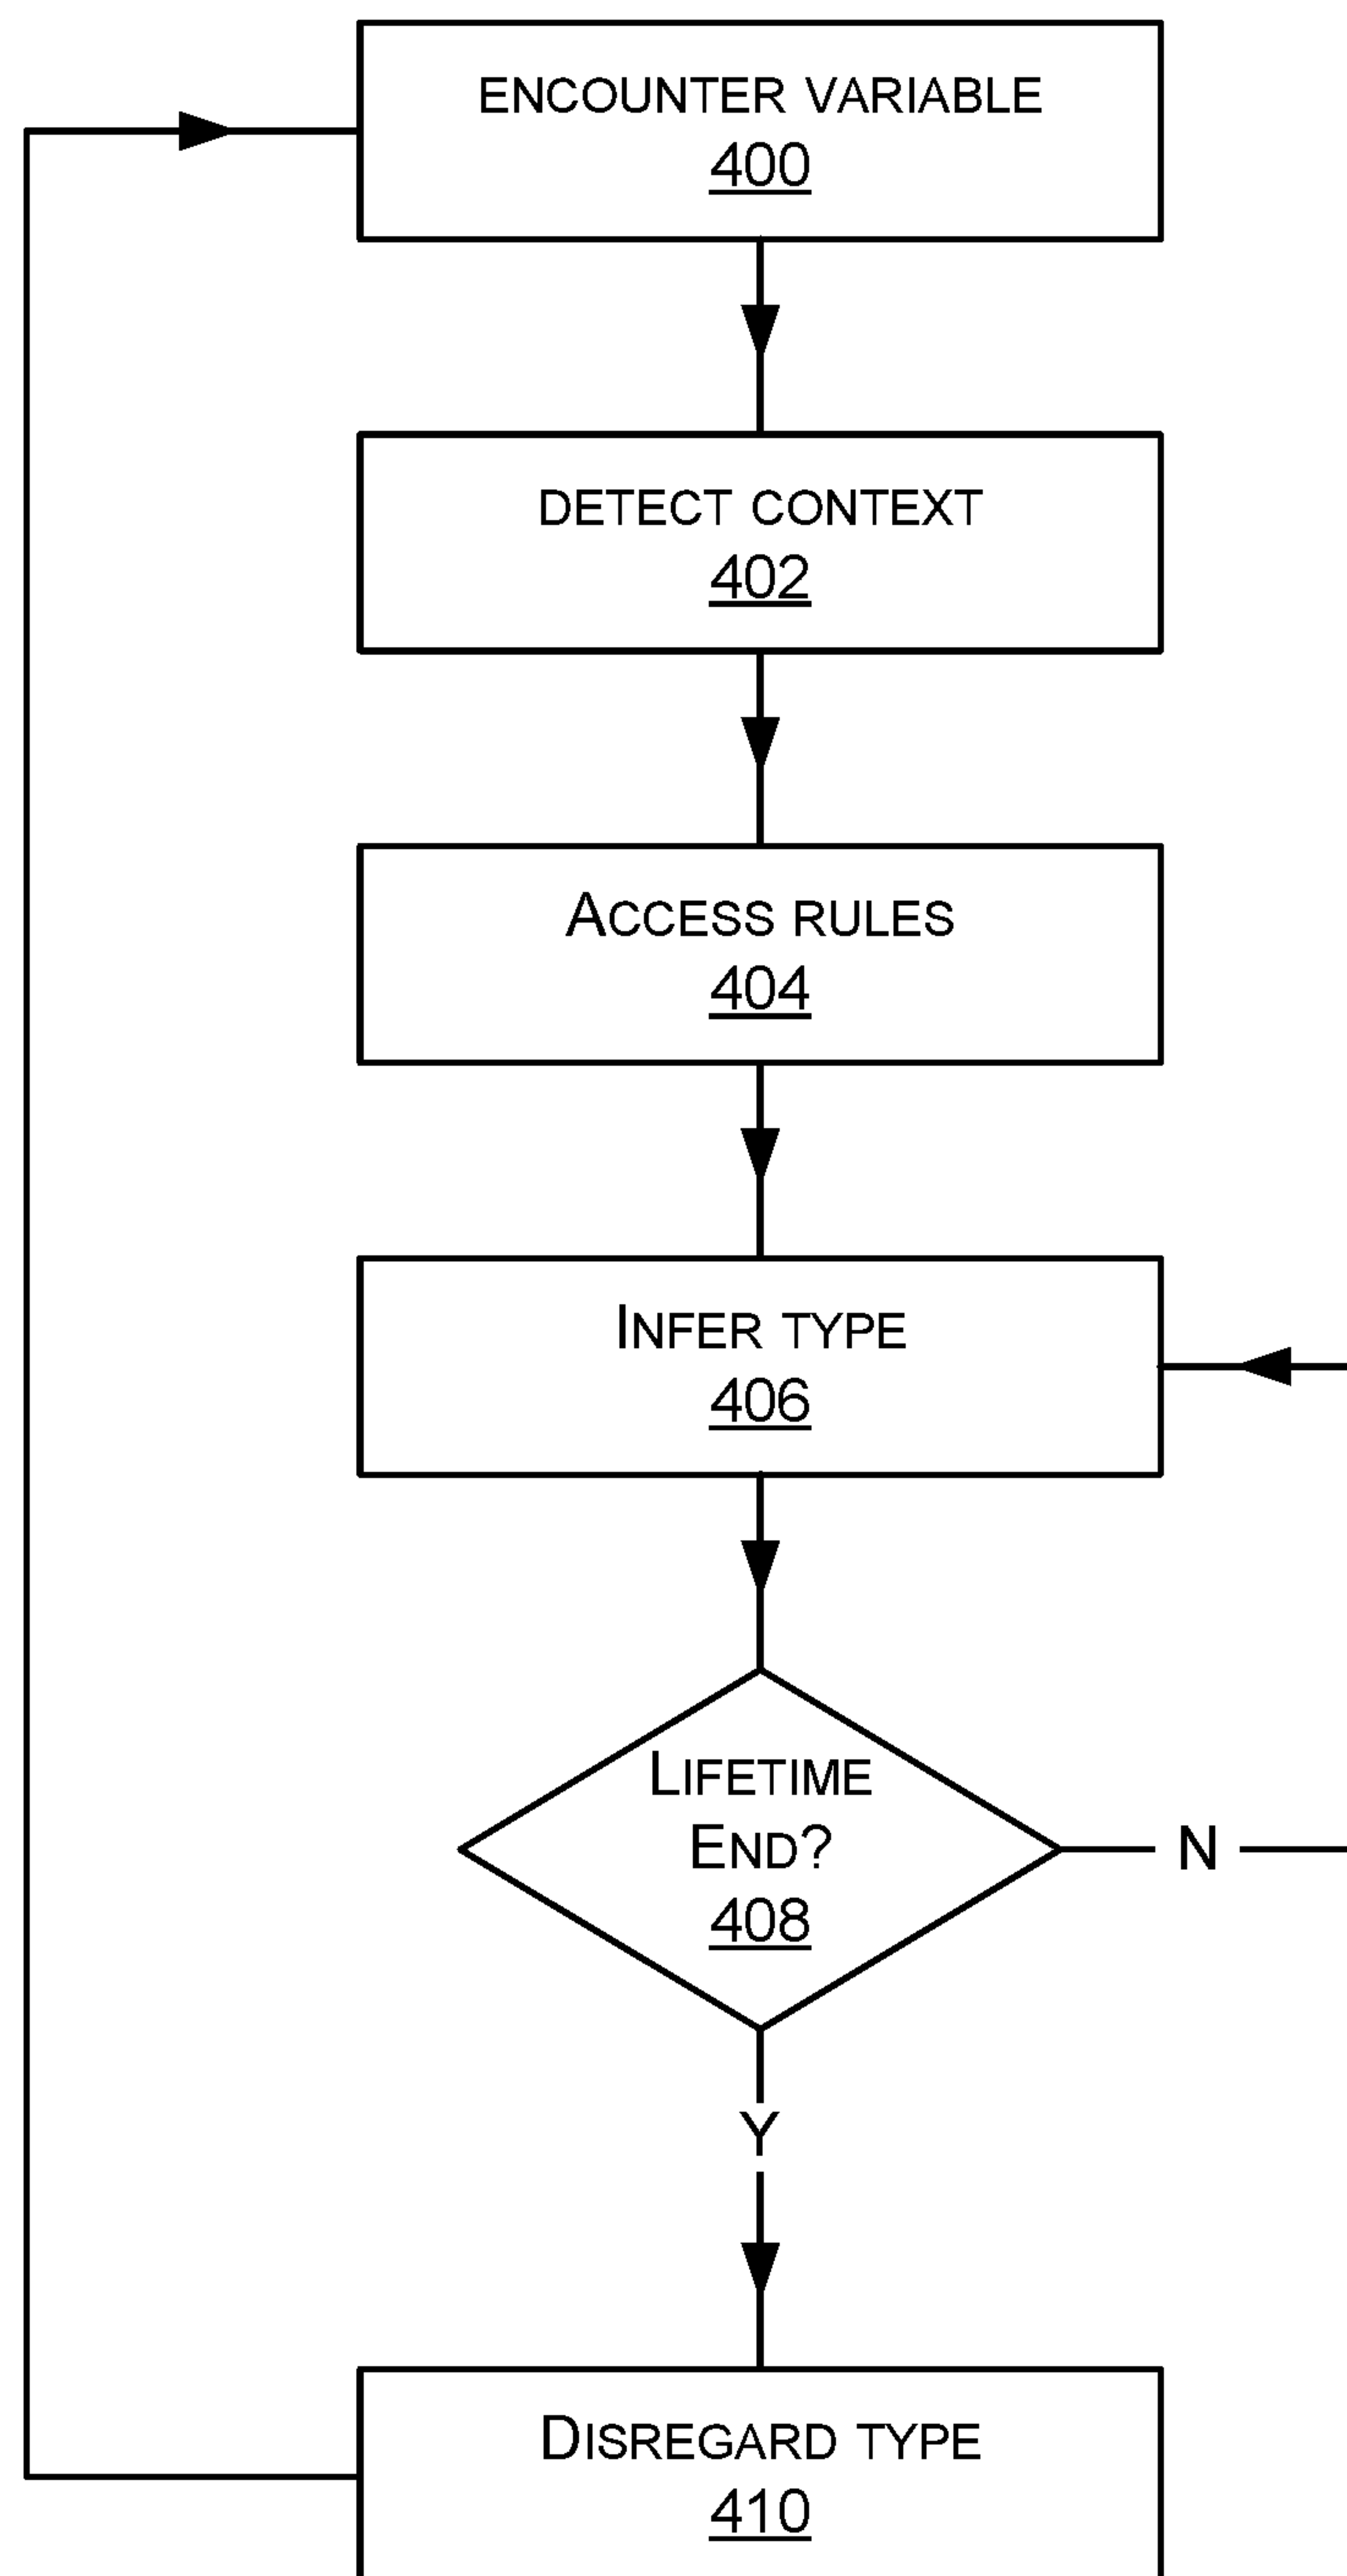 ENCOUNTER VARIABLE
400
DETECT CONTEXT
402
ACCESS RULES
404
INFER TYPE
406
LIFETIME
END?
408
N
Y
DISREGARD TYPE
410